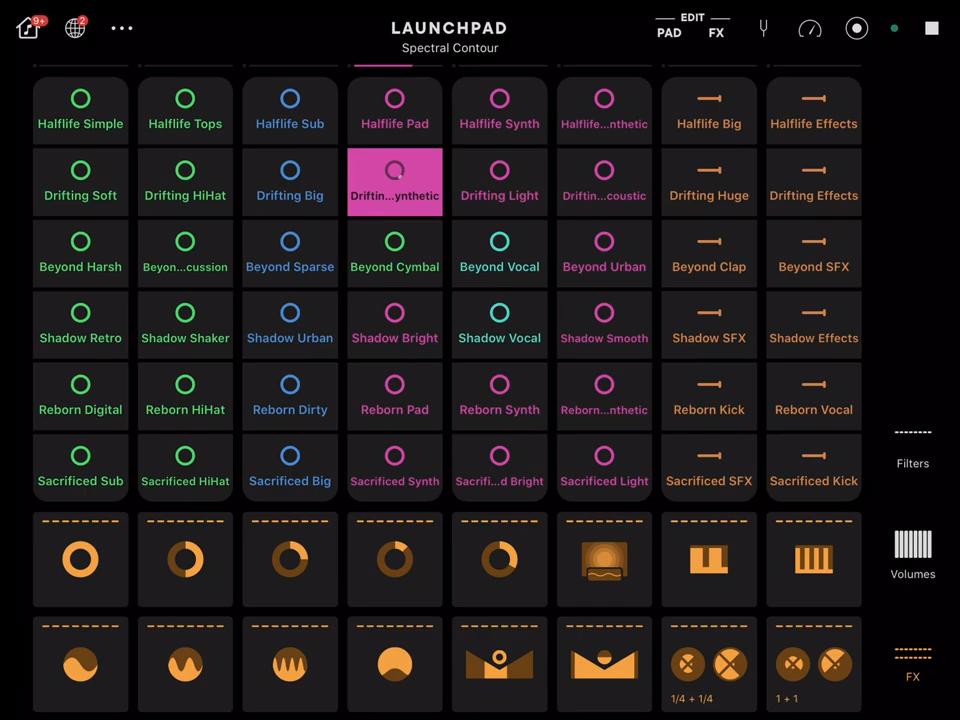 9+
2
LAUNCHPAD
Spectral Contour
EDIT
PAD FX
Halflife Simple Halflife Tops Halflife Sub Halflife Pad Halflife Synth Halflife...nthetic Halflife Big Halflife Effects
Drifting Soft Drifting HiHat Drifting Big Driftin...ynthetic Drifting Light Driftin...coustic Drifting Huge Drifting Effects
Beyond Harsh Beyon...cussion Beyond Sparse Beyond Cymbal Beyond Vocal Beyond Urban Beyond Clap Beyond SFX
Shadow Retro Shadow Shaker Shadow Urban Shadow Bright Shadow Vocal Shadow Smooth Shadow SFX Shadow Effects
Reborn Digital Reborn HiHat Reborn Dirty Reborn Pad Reborn Synth Reborn...nthetic Reborn Kick Reborn Vocal
Filters
Sacrificed Sub Sacrificed HiHat Sacrificed Big Sacrificed Synth Sacrifi...d Bright Sacrificed Light Sacrificed SFX Sacrificed Kick
Volumes
FX
1/4 + 1/4 1 + 1